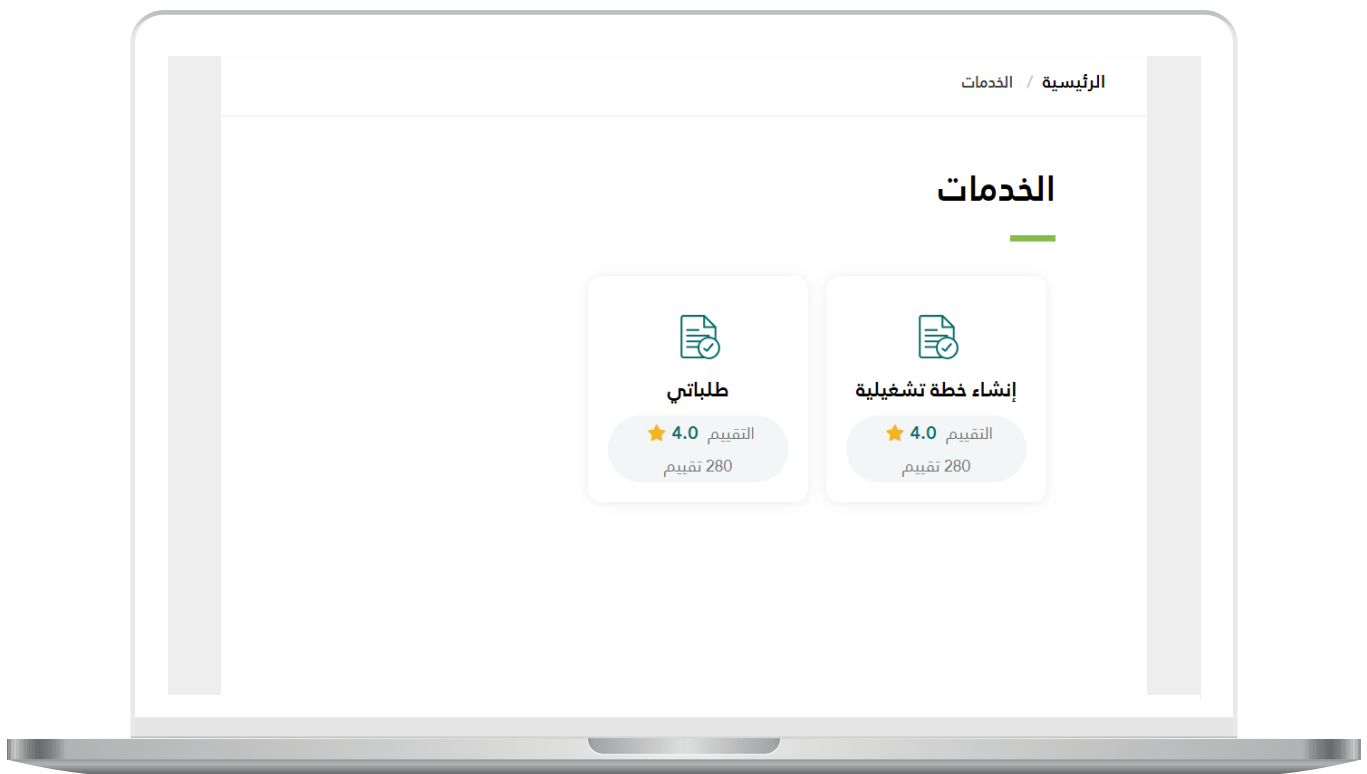 الرئيسية / الخدمات
الخدمات
إنشاء خطة تشغيلية
التقييم 4.0
280 تقييم
طلباتي
التقييم 4.0
280 تقييم